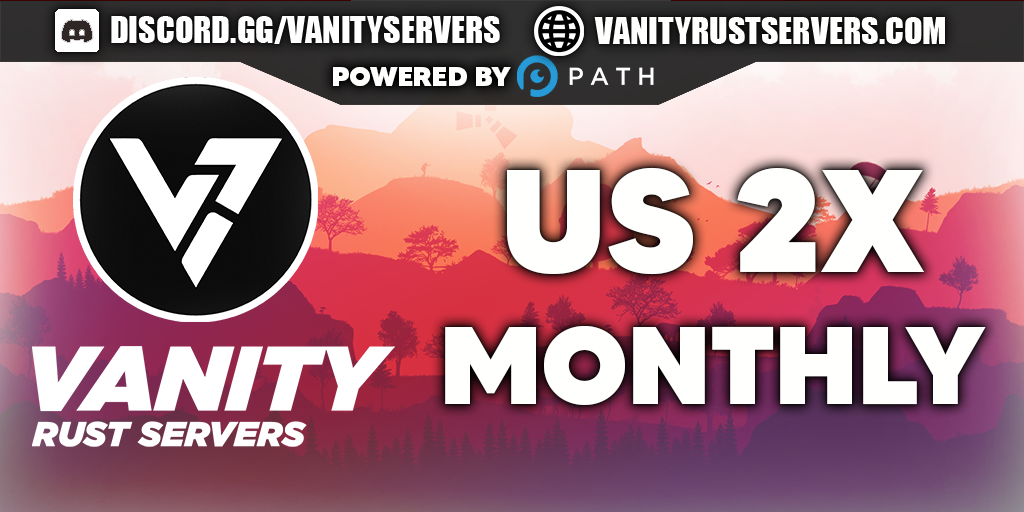 DISCORD.GG/VANITYSERVERS VANITYRUSTSERVERS.COM
POWERED BY PATH
US 2X
MONTHLY
VANITY
RUST SERVERS